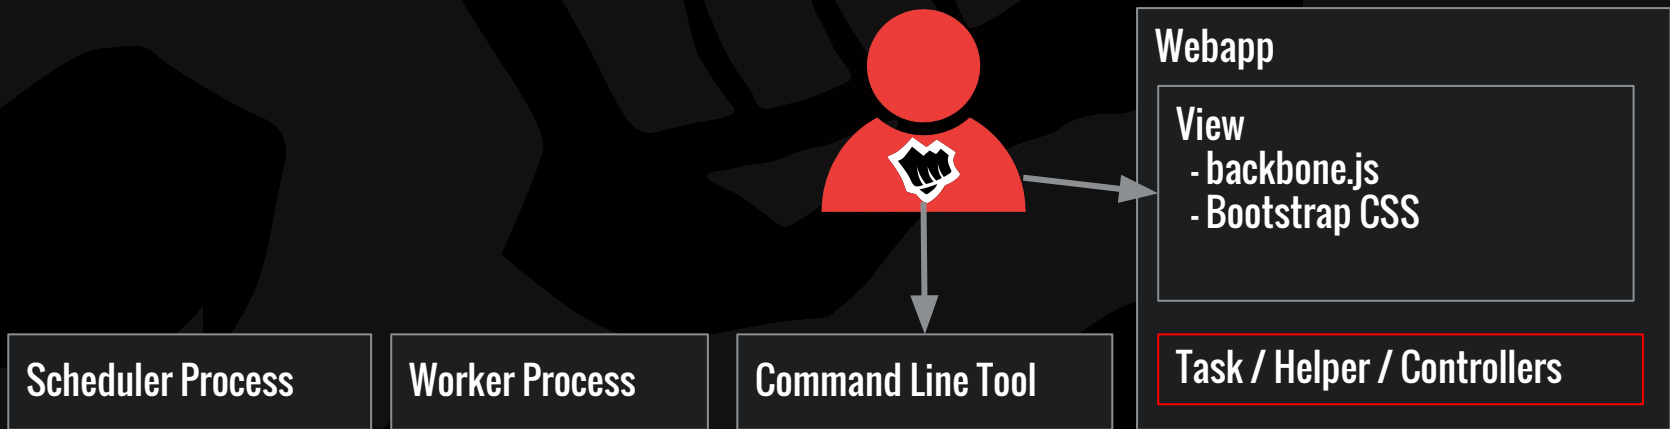 Webapp
View
- backbone.js
- Bootstrap CSS
Scheduler Process
Worker Process
Command Line Tool
Task / Helper / Controllers